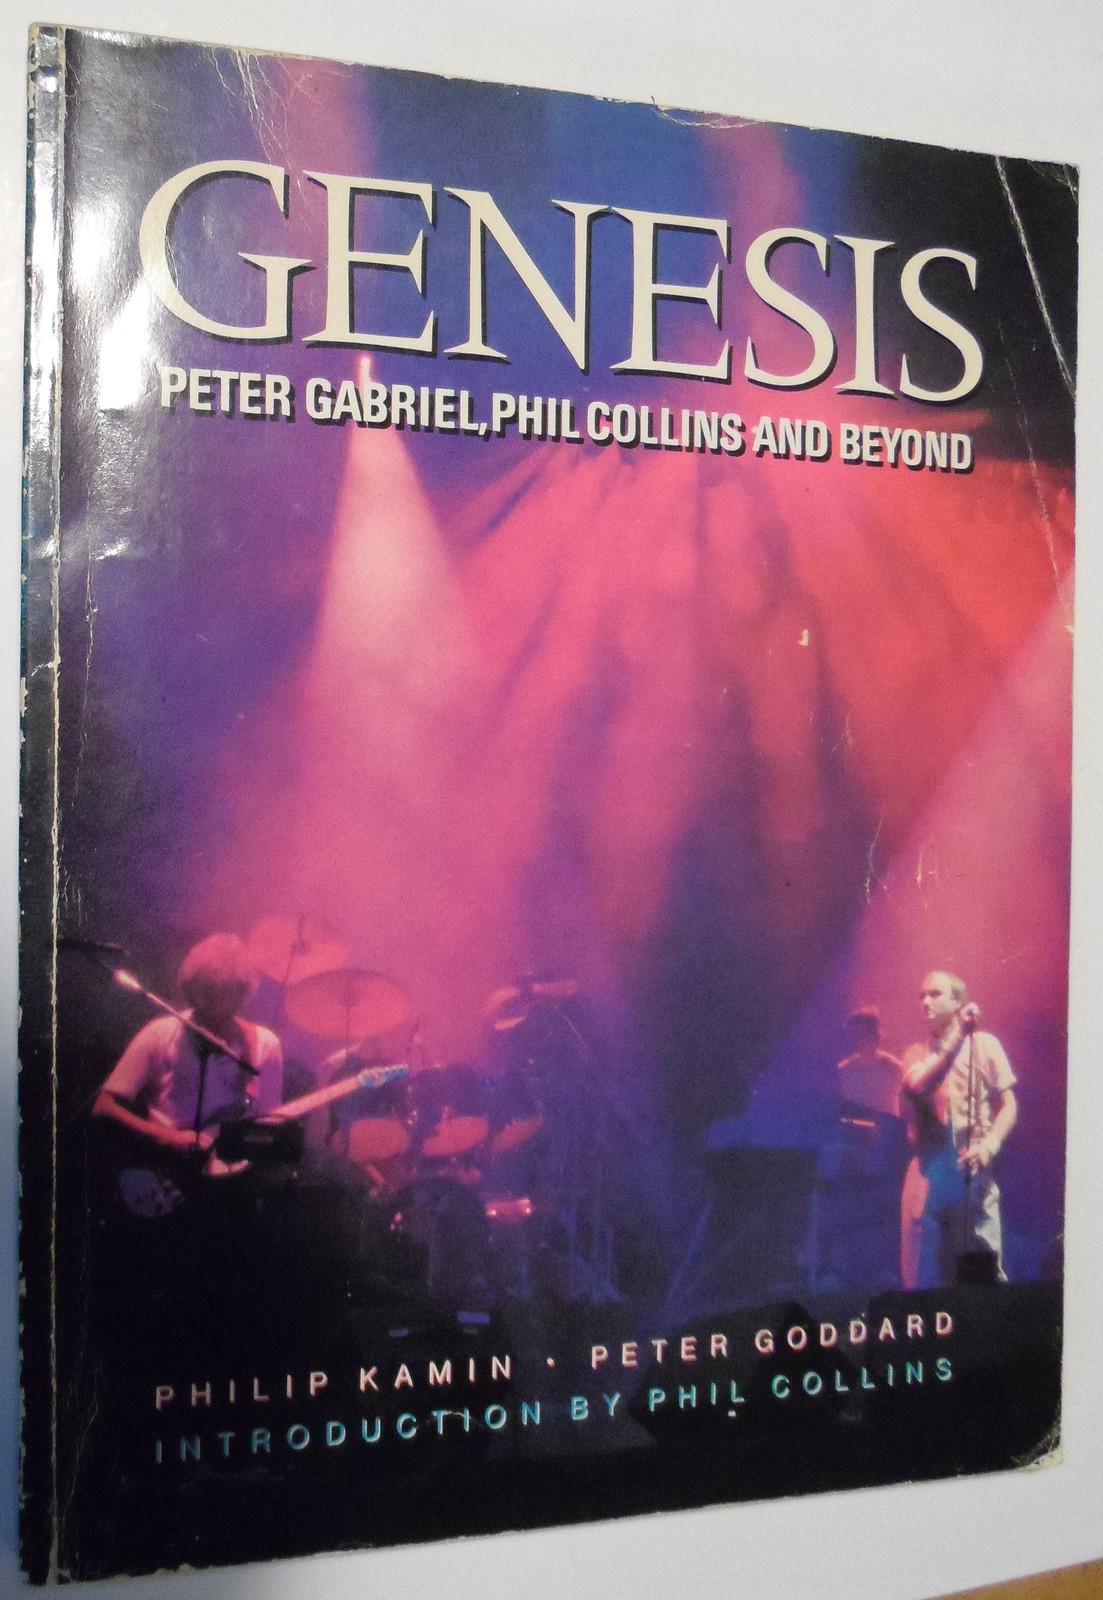 GENESIS
PETER GABRIEL, PHIL COLLINS AND BEYOND
PHILIP KAMIN · PETER GODDARD
INTRODUCTION BY PHIL COLLINS